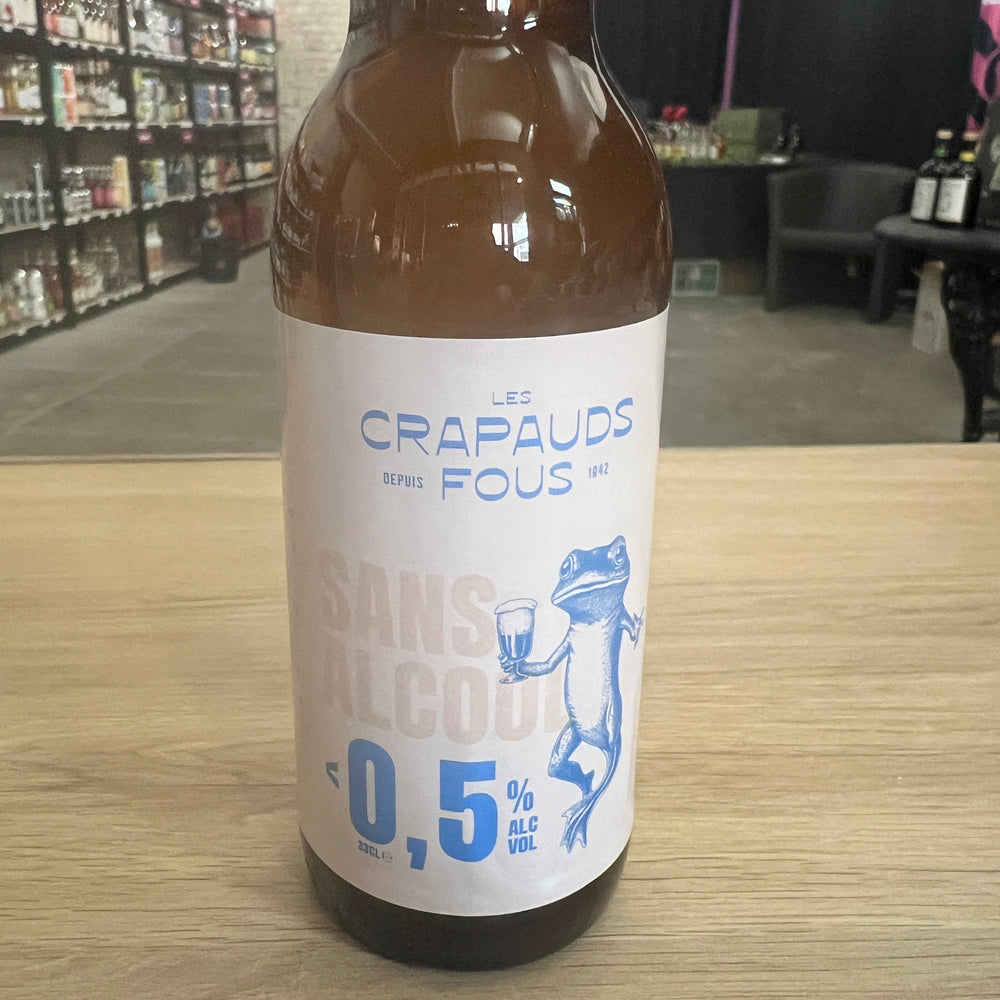 LES
CRAPAUDS
DEPUIS FOUS 1942
SANS
ALCOOL
< 0,5 % ALC VOL
33CL e